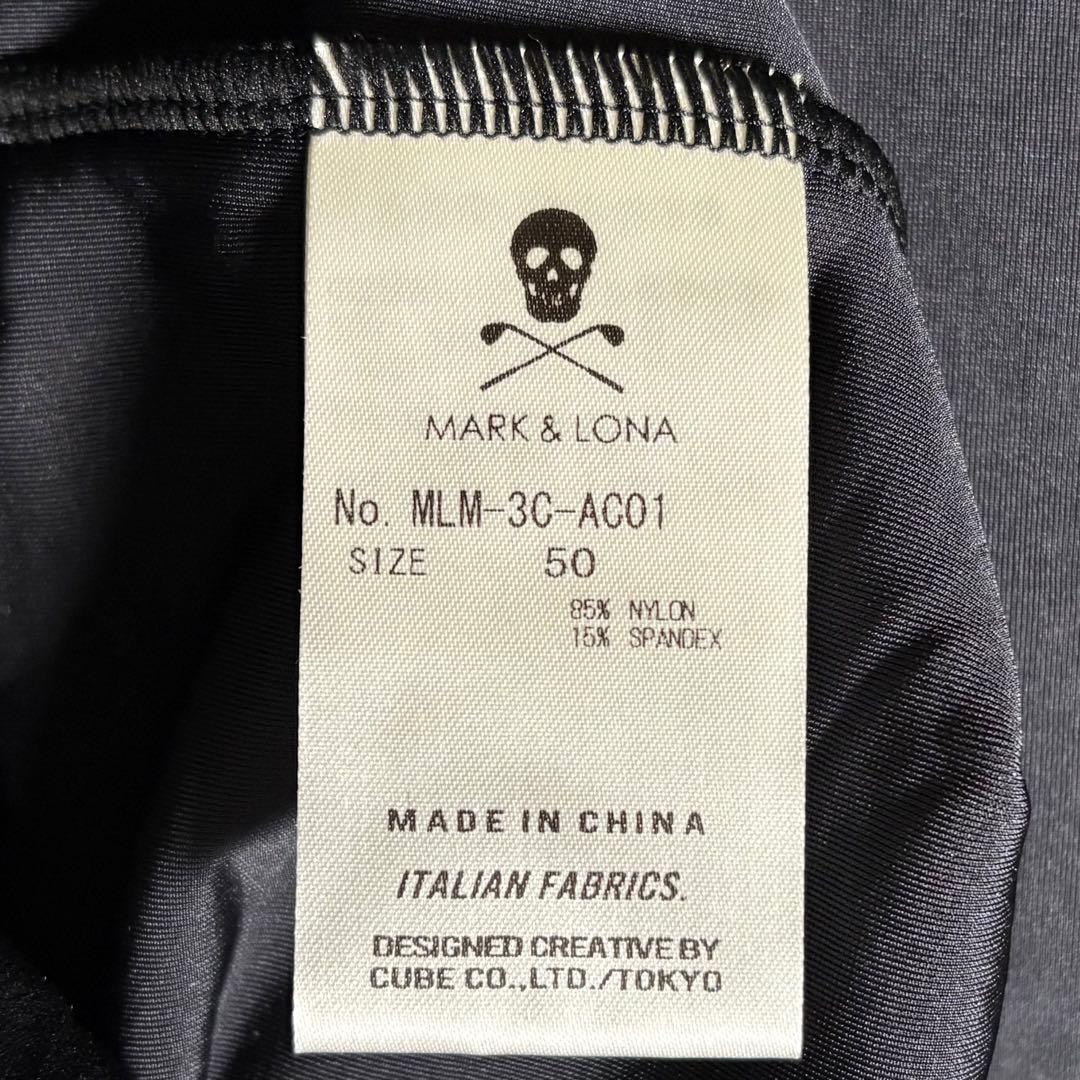 MARK & LONA
No. MLM-3C-AC01
SIZE 50
85% NYLON
15% SPANDEX
MADE IN CHINA
ITALIAN FABRICS.
DESIGNED CREATIVE BY
CUBE CO.,LTD./TOKYO